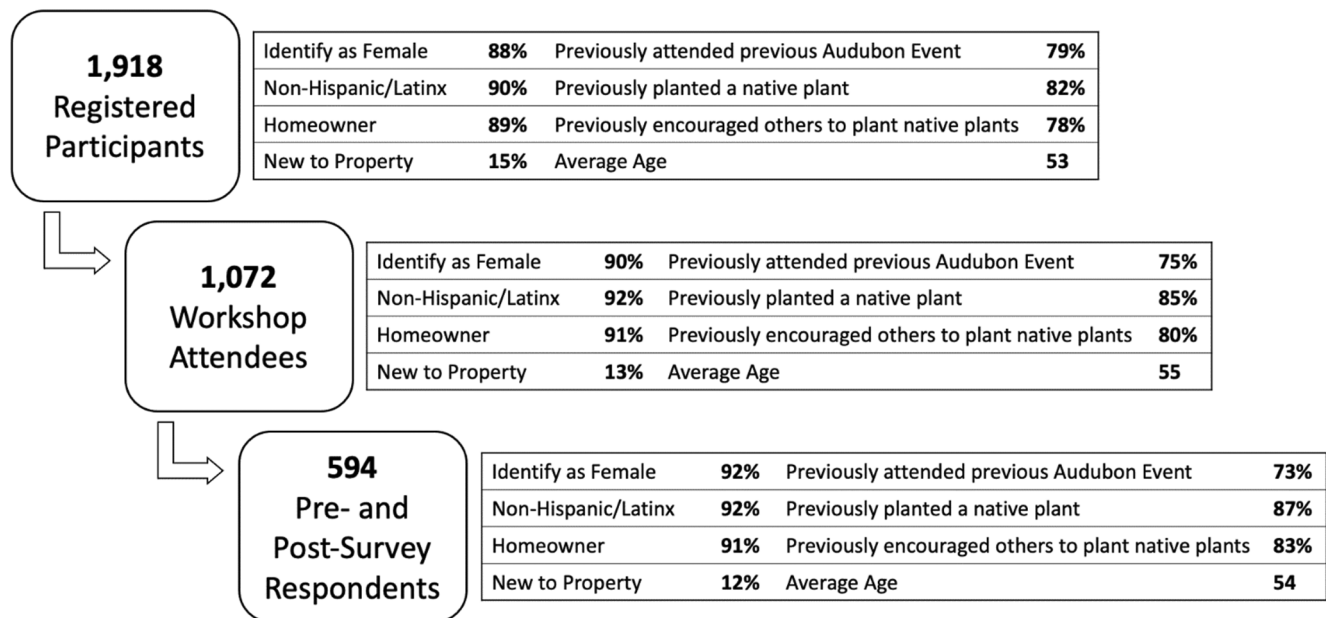 1,918
Registered
Participants
Identify as Female 88% Previously attended previous Audubon Event 79%
Non-Hispanic/Latinx 90% Previously planted a native plant 82%
Homeowner 89% Previously encouraged others to plant native plants 78%
New to Property 15% Average Age 53
1,072
Workshop
Attendees
Identify as Female 90% Previously attended previous Audubon Event 75%
Non-Hispanic/Latinx 92% Previously planted a native plant 85%
Homeowner 91% Previously encouraged others to plant native plants 80%
New to Property 13% Average Age 55
594
Pre- and
Post-Survey
Respondents
Identify as Female 92% Previously attended previous Audubon Event 73%
Non-Hispanic/Latinx 92% Previously planted a native plant 87%
Homeowner 91% Previously encouraged others to plant native plants 83%
New to Property 12% Average Age 54